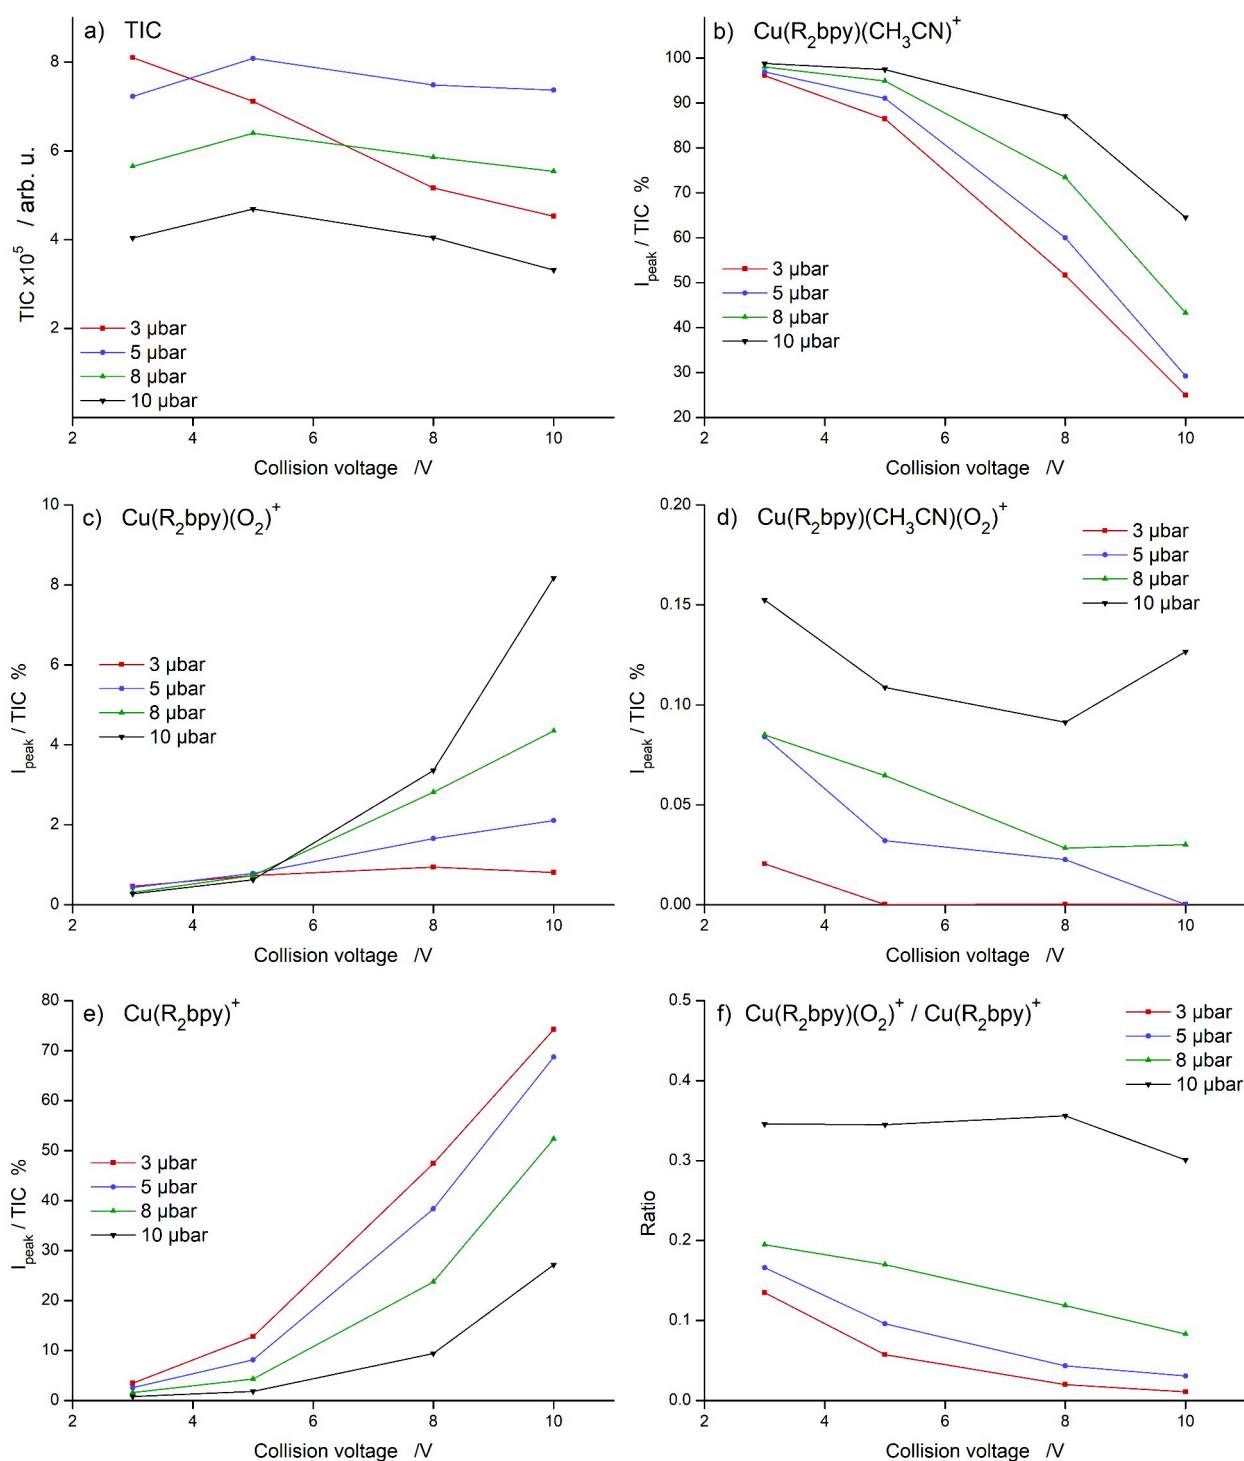 a) TIC
TIC x10⁵ / arb. u.
8
6
4
2
3 µbar
5 µbar
8 µbar
10 µbar
2 4 6 8 10
Collision voltage /V
b) Cu(R₂bpy)(CH₃CN)⁺
I_peak / TIC %
100
90
80
70
60
50
40
30
20
3 µbar
5 µbar
8 µbar
10 µbar
2 4 6 8 10
Collision voltage /V
c) Cu(R₂bpy)(O₂)⁺
I_peak / TIC %
10
8
6
4
2
0
3 µbar
5 µbar
8 µbar
10 µbar
2 4 6 8 10
Collision voltage /V
d) Cu(R₂bpy)(CH₃CN)(O₂)⁺
I_peak / TIC %
0.20
0.15
0.10
0.05
0.00
3 µbar
5 µbar
8 µbar
10 µbar
2 4 6 8 10
Collision voltage /V
e) Cu(R₂bpy)⁺
I_peak / TIC %
80
70
60
50
40
30
20
10
0
3 µbar
5 µbar
8 µbar
10 µbar
2 4 6 8 10
Collision voltage /V
f) Cu(R₂bpy)(O₂)⁺ / Cu(R₂bpy)⁺
Ratio
0.5
0.4
0.3
0.2
0.1
0.0
3 µbar
5 µbar
8 µbar
10 µbar
2 4 6 8 10
Collision voltage /V